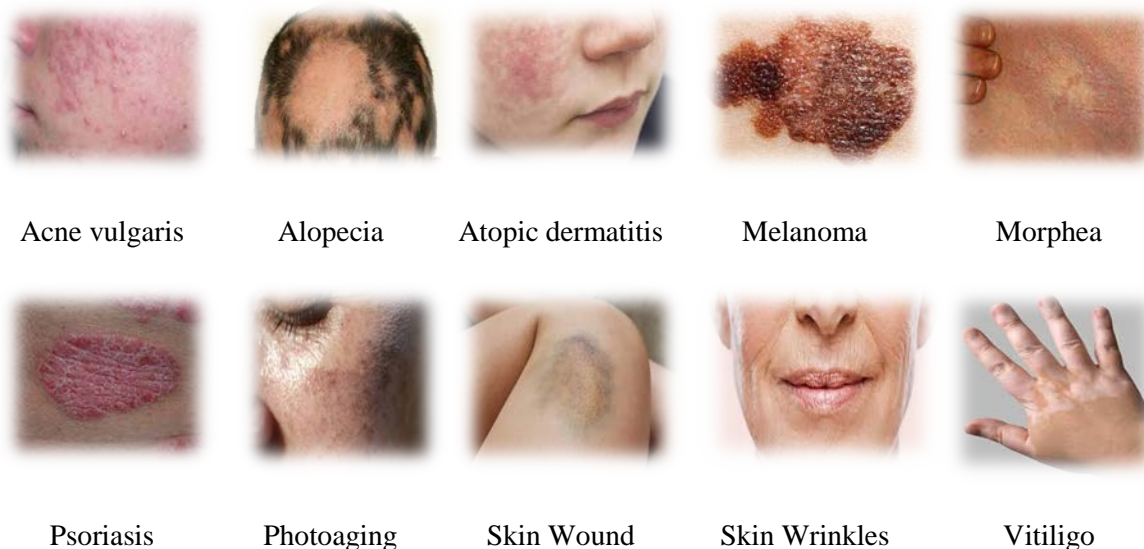 Acne vulgaris Alopecia Atopic dermatitis Melanoma Morphea
Psoriasis Photoaging Skin Wound Skin Wrinkles Vitiligo